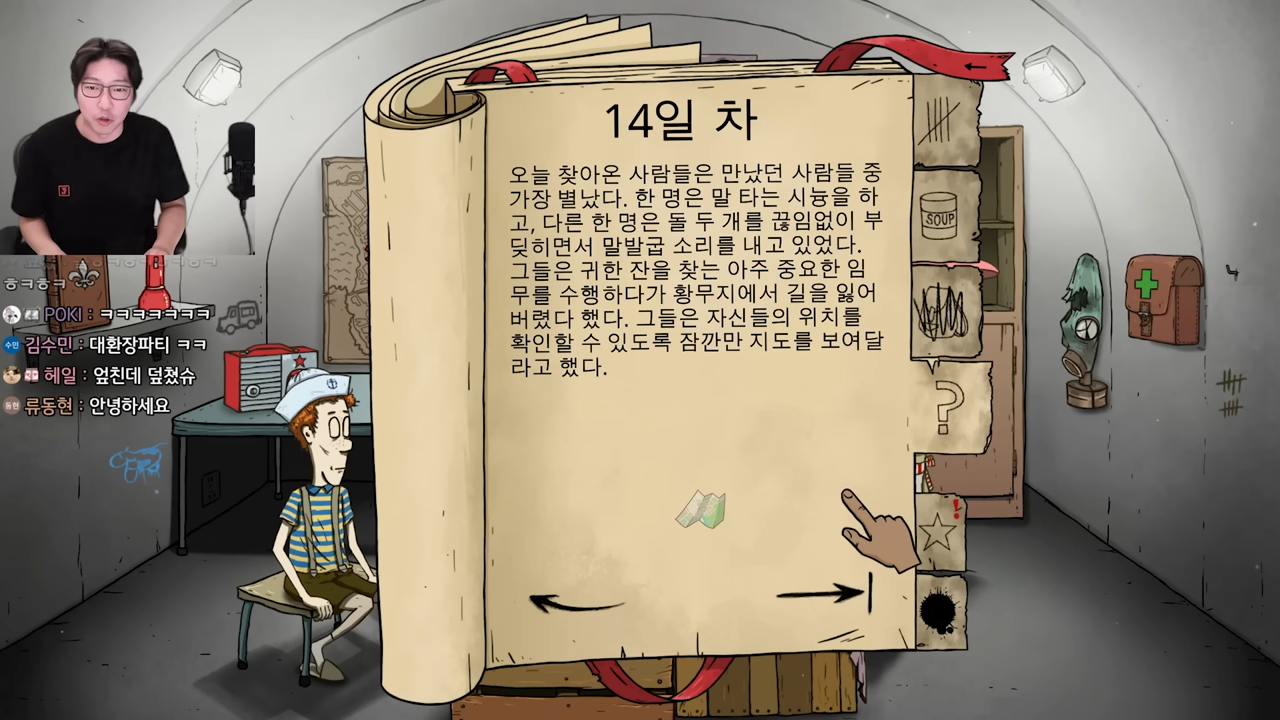 14일 차
오늘 찾아온 사람들은 만났던 사람들 중
가장 별났다. 한 명은 말 타는 시늉을 하
고, 다른 한 명은 돌 두 개를 끊임없이 부
딪히면서 말발굽 소리를 내고 있었다.
그들은 귀한 잔을 찾는 아주 중요한 임
무를 수행하다가 황무지에서 길을 잃어
버렸다 했다. 그들은 자신들의 위치를
확인할 수 있도록 잠깐만 지도를 보여달
라고 했다.
SOUP
?
!
ㅎㅋㅎㅋ
POKI : ㅋㅋㅋㅋㅋㅋㅋ
수민 김수민 : 대환장파티 ㅋㅋ
헤일 : 엎친데 덮쳤슈
동현 류동현 : 안녕하세요